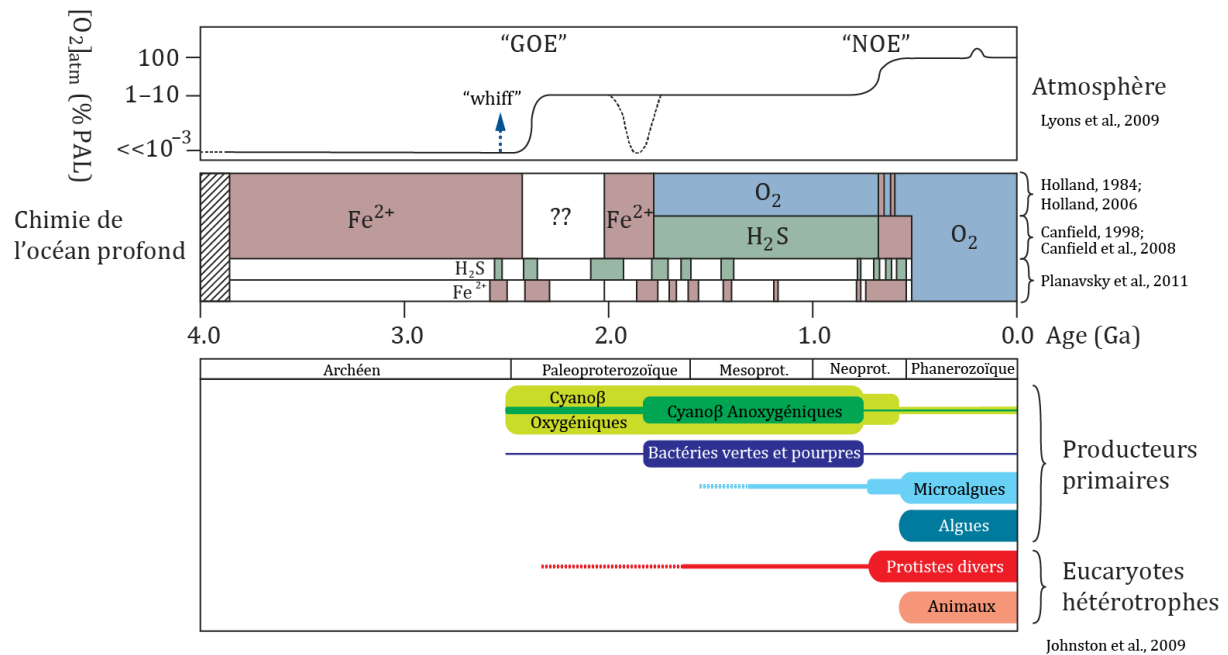 [O₂]atm (% PAL)
100
1–10
<<10⁻³
“GOE”
“NOE”
“whiff”
Atmosphère
Lyons et al., 2009
Chimie de
l’océan profond
Fe²⁺
??
Fe²⁺
O₂
H₂S
O₂
H₂S
Fe ²⁺
Holland, 1984;
Holland, 2006
Canfield, 1998;
Canfield et al., 2008
Planavsky et al., 2011
4.0
3.0
2.0
1.0
0.0
Age (Ga)
Archéen
Paleoproterozoïque
Mesoprot.
Neoprot.
Phanerozoïque
Cyanoβ
Oxygéniques
Cyanoβ Anoxygéniques
Bactéries vertes et pourpres
Microalgues
Algues
Protistes divers
Animaux
Producteurs
primaires
Eucaryotes
hétérotrophes
Johnston et al., 2009